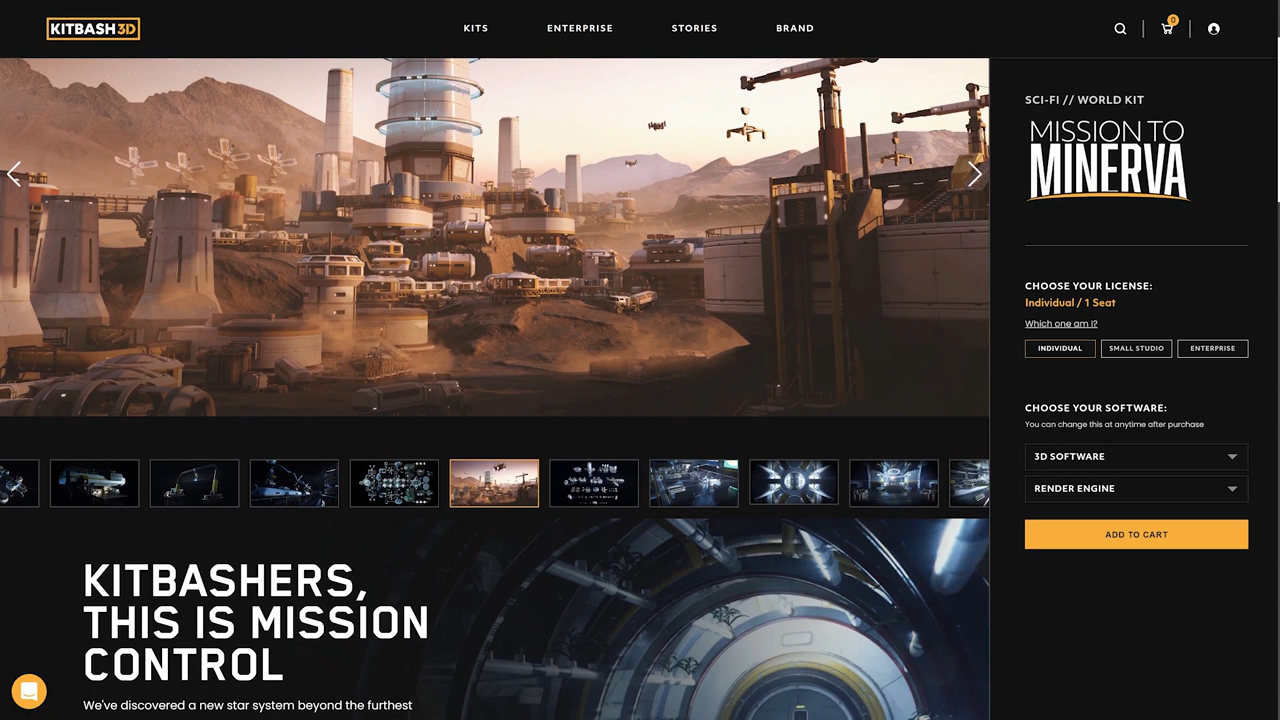 KITBASH3D
KITS
ENTERPRISE
STORIES
BRAND
0
SCI-FI // WORLD KIT
MISSION TO
MINERVA
CHOOSE YOUR LICENSE:
Individual / 1 Seat
Which one am I?
INDIVIDUAL
SMALL STUDIO
ENTERPRISE
CHOOSE YOUR SOFTWARE:
You can change this at anytime after purchase
3D SOFTWARE
RENDER ENGINE
ADD TO CART
KITBASHERS,
THIS IS MISSION
CONTROL
We've discovered a new star system beyond the furthest